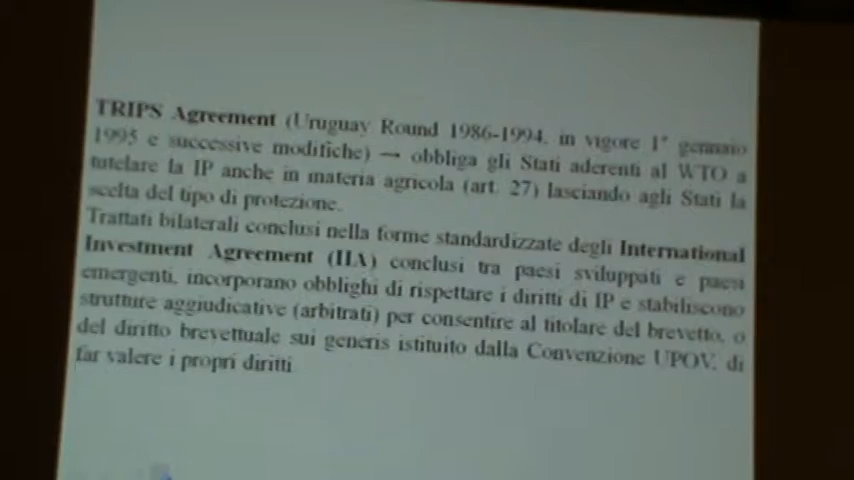 TRIPS Agreement (Uruguay Round 1986-1994, in vigore 1° gennaio
1995 e successive modifiche) → obbliga gli Stati aderenti al WTO a
tutelare la IP anche in materia agricola (art. 27) lasciando agli Stati la
scelta del tipo di protezione.
Trattati bilaterali conclusi nella forme standardizzate degli International
Investment Agreement (IIA) conclusi tra paesi sviluppati e paesi
emergenti, incorporano obblighi di rispettare i diritti di IP e stabiliscono
strutture aggiudicative (arbitrati) per consentire al titolare del brevetto, o
del diritto brevettuale sui generis istituito dalla Convenzione UPOV, di
far valere i propri diritti.